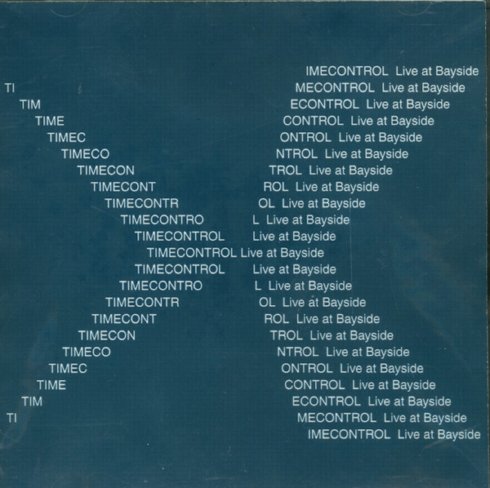 IMECONTROL Live at Bayside
TI MECONTROL Live at Bayside
TIM ECONTROL Live at Bayside
TIME CONTROL Live at Bayside
TIMEC ONTROL Live at Bayside
TIMECO NTROL Live at Bayside
TIMECON TROL Live at Bayside
TIMECONT ROL Live at Bayside
TIMECONTR OL Live at Bayside
TIMECONTRO L Live at Bayside
TIMECONTROL Live at Bayside
TIMECONTROL Live at Bayside
TIMECONTROL Live at Bayside
TIMECONTRO L Live at Bayside
TIMECONTR OL Live at Bayside
TIMECONT ROL Live at Bayside
TIMECON TROL Live at Bayside
TIMECO NTROL Live at Bayside
TIMEC ONTROL Live at Bayside
TIME CONTROL Live at Bayside
TIM ECONTROL Live at Bayside
TI MECONTROL Live at Bayside
IMECONTROL Live at Bayside